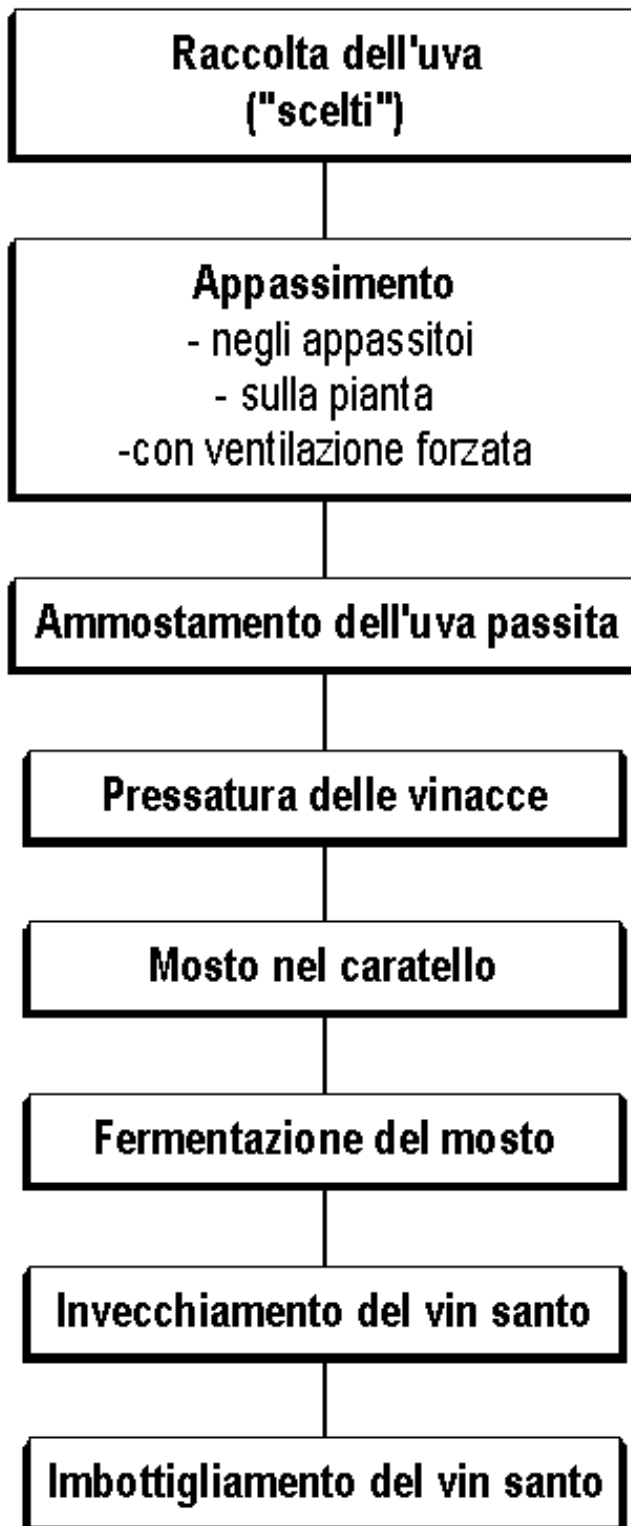 Raccolta dell'uva
("scelti")
Appassimento
- negli appassitoi
- sulla pianta
-con ventilazione forzata
Ammostamento dell'uva passita
Pressatura delle vinacce
Mosto nel caratello
Fermentazione del mosto
Invecchiamento del vin santo
Imbottigliamento del vin santo